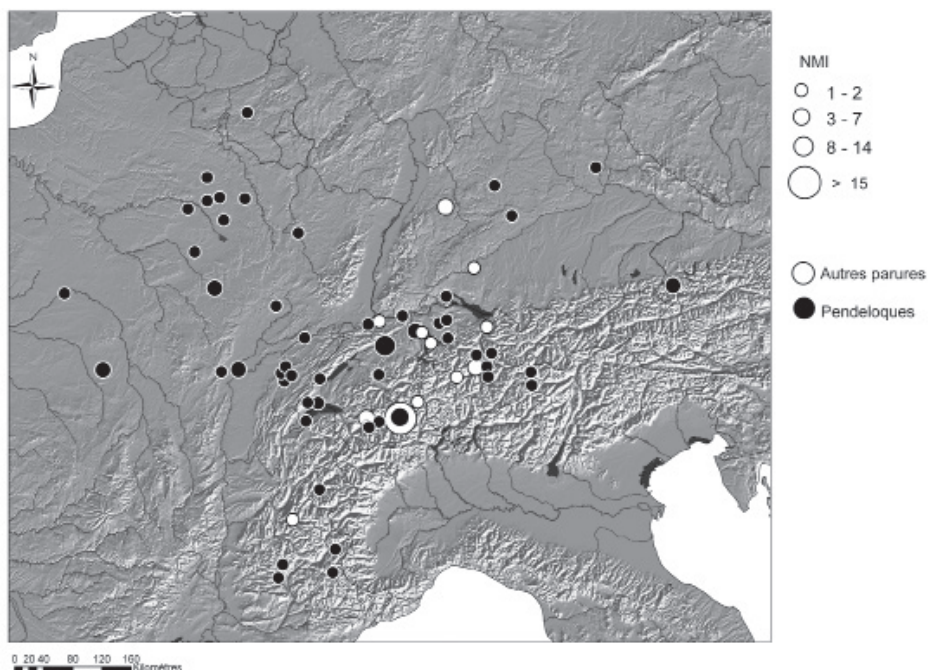 N
NMI
1 - 2
3 - 7
8 - 14
> 15
Autres parures
Pendeloques
0 20 40 80 120 160
Kilomètres